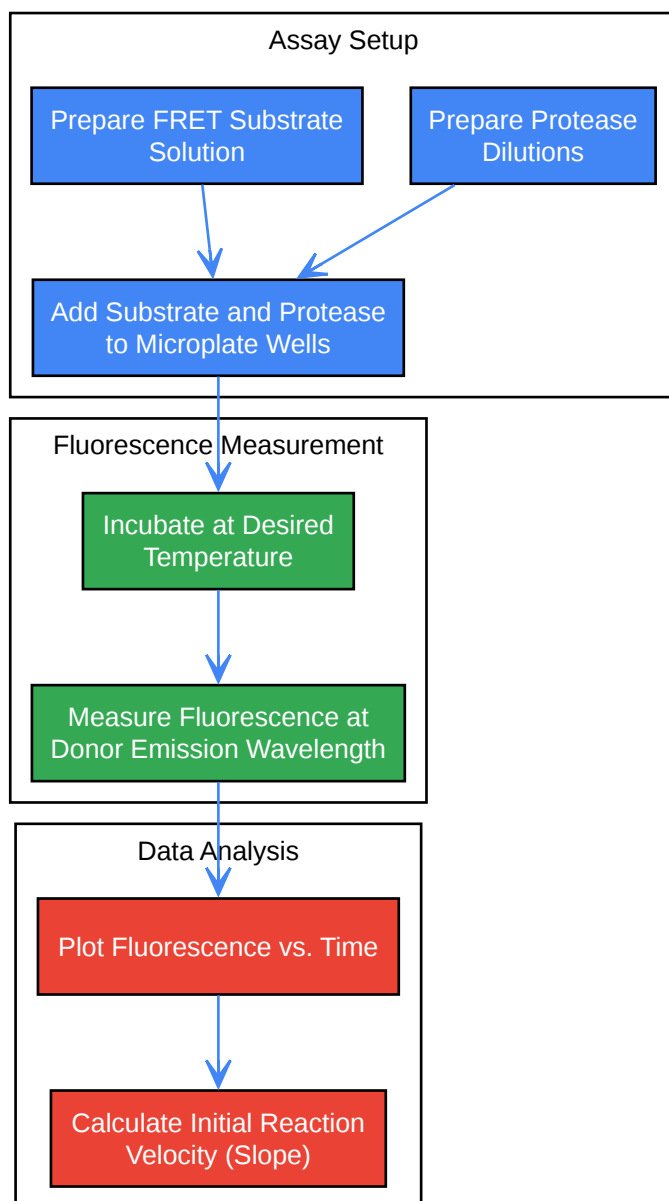 Assay Setup
Prepare FRET Substrate
Solution
Prepare Protease
Dilutions
Add Substrate and Protease
to Microplate Wells
Fluorescence Measurement
Incubate at Desired
Temperature
Measure Fluorescence at
Donor Emission Wavelength
Data Analysis
Plot Fluorescence vs. Time
Calculate Initial Reaction
Velocity (Slope)